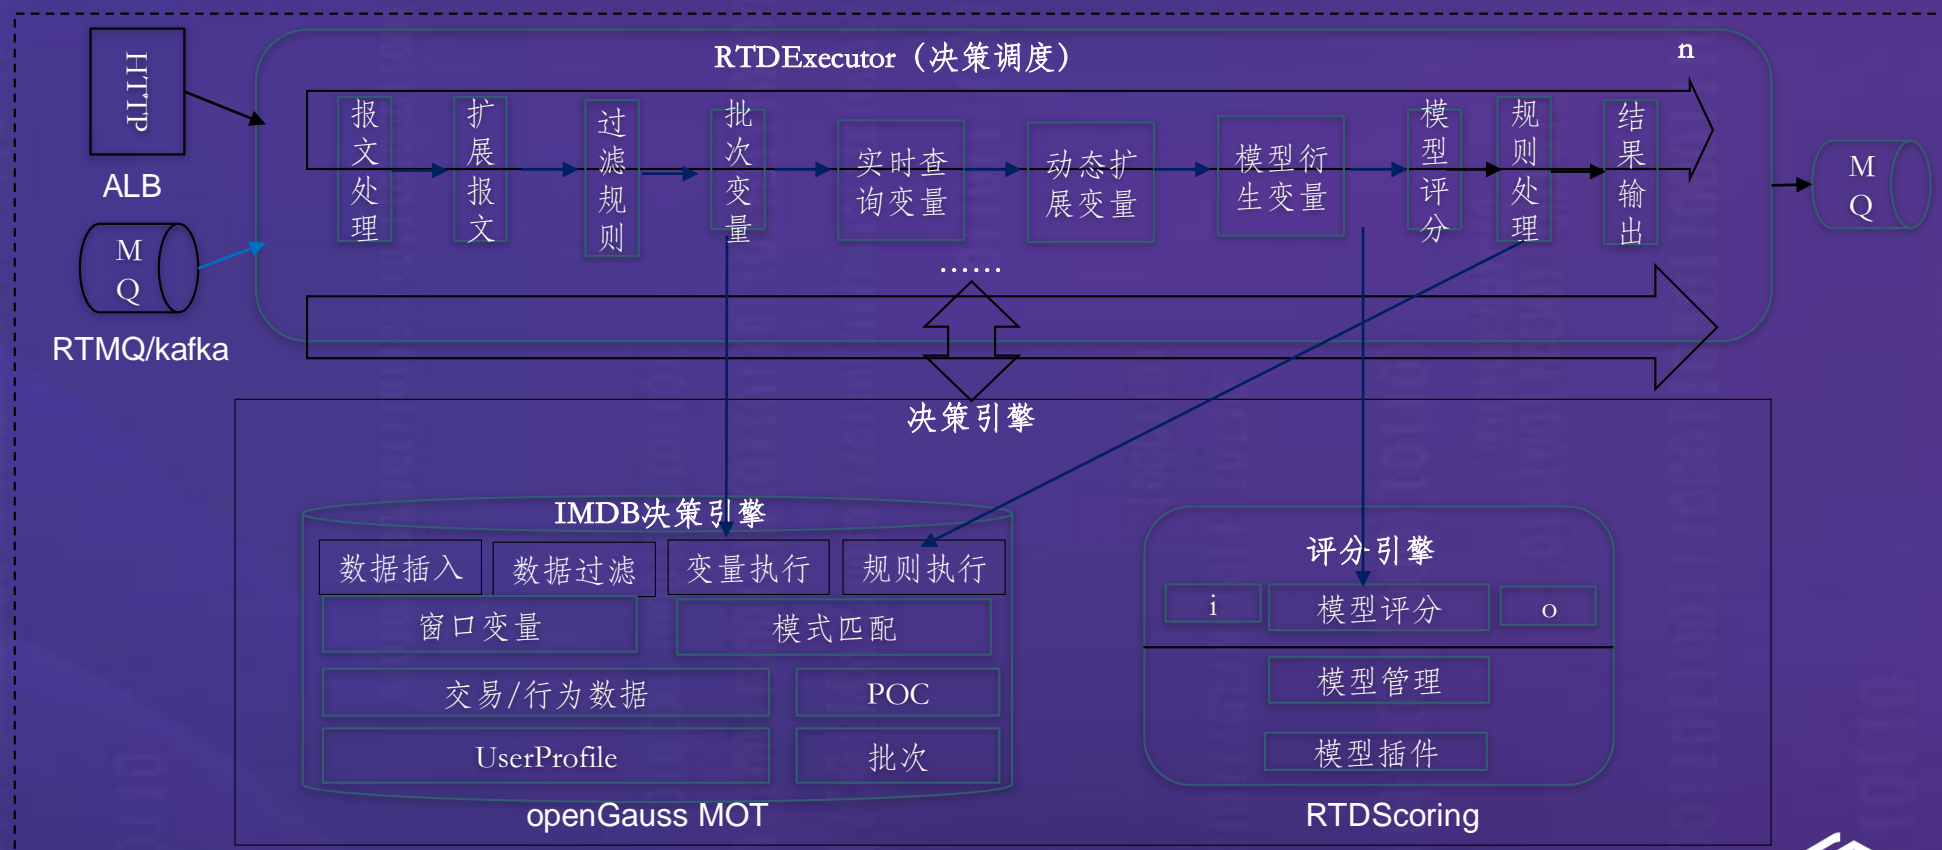 RTDExecutor（决策调度）
n
HTTP
ALB
MQ
RTMQ/kafka
报文处理
扩展报文
过滤规则
批次变量
实时查
询变量
动态扩
展变量
模型衍
生变量
模型评分
规则处理
结果输出
MQ
......
决策引擎
IMDB决策引擎
数据插入
数据过滤
变量执行
规则执行
窗口变量
模式匹配
交易/行为数据
POC
UserProfile
批次
openGauss MOT
评分引擎
i
模型评分
o
模型管理
模型插件
RTDScoring